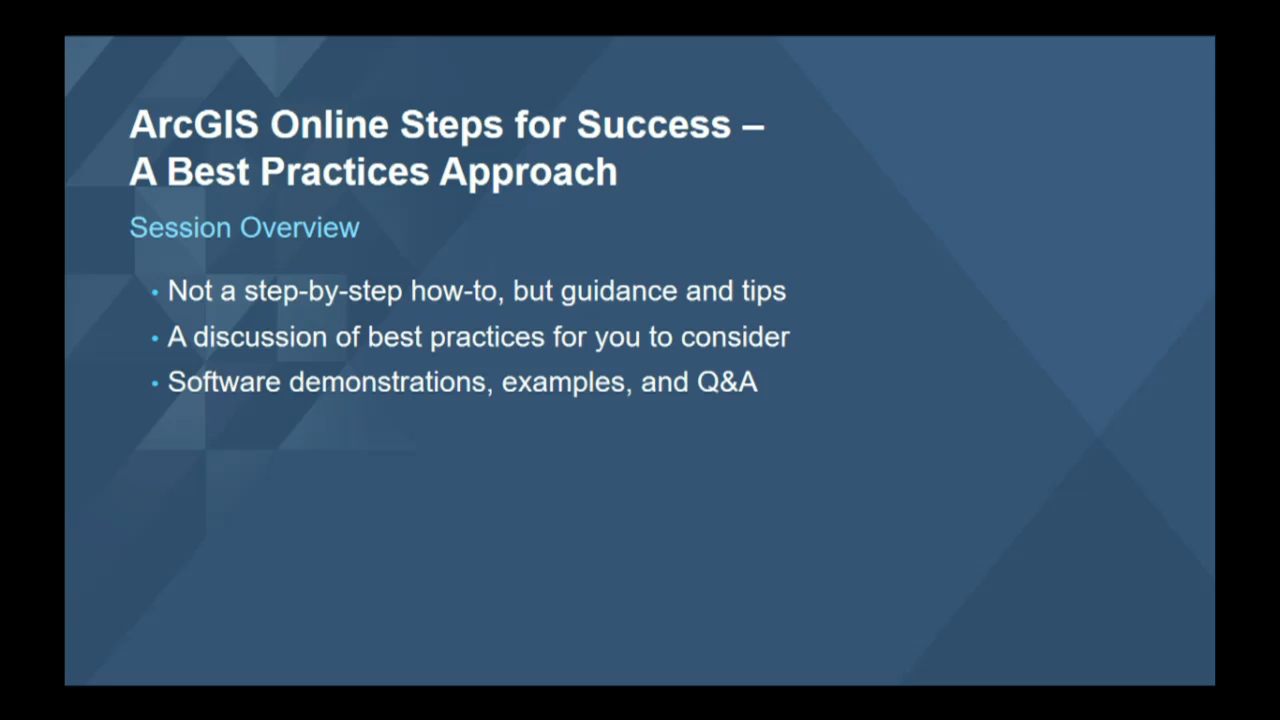 ArcGIS Online Steps for Success –
A Best Practices Approach
Session Overview
• Not a step-by-step how-to, but guidance and tips
• A discussion of best practices for you to consider
• Software demonstrations, examples, and Q&A